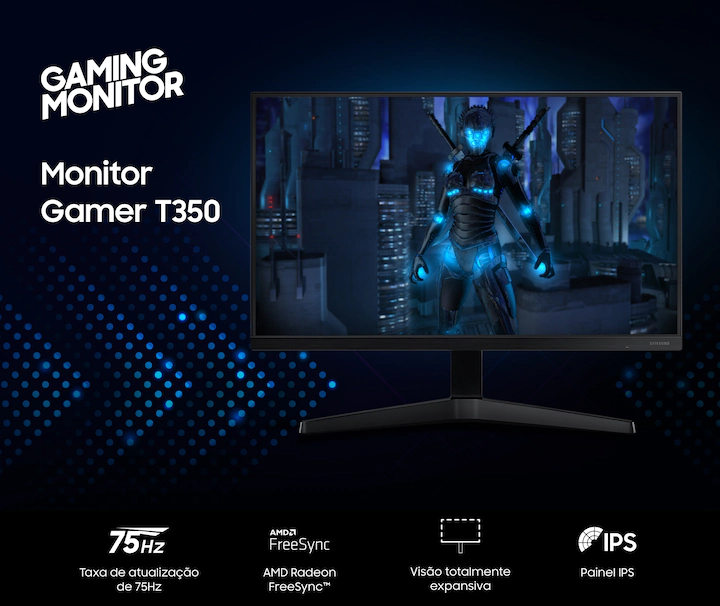 GAMING
MONITOR
Monitor
Gamer T350
SAMSUNG
75Hz
Taxa de atualização
de 75Hz
AMD
FreeSync
AMD Radeon
FreeSync™
Visão totalmente
expansiva
IPS
Painel IPS